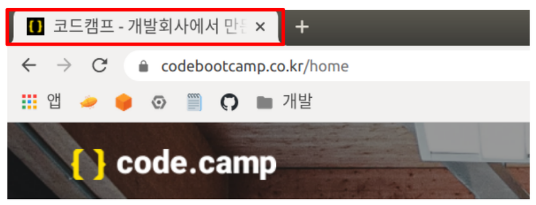 코드캠프 - 개발회사에서 만
codebootcamp.co.kr/home
앱 개발
{ } code.camp